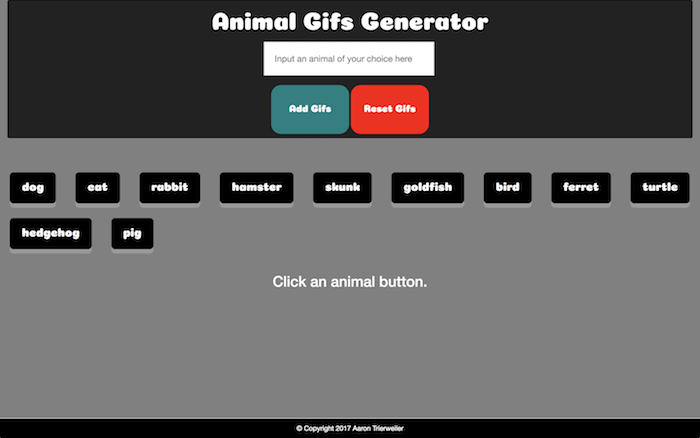 Animal Gifs Generator
Input an animal of your choice here
Add Gifs Reset Gifs
dog cat rabbit hamster skunk goldfish bird ferret turtle
hedgehog pig
Click an animal button.
© Copyright 2017 Aaron Trierweiler